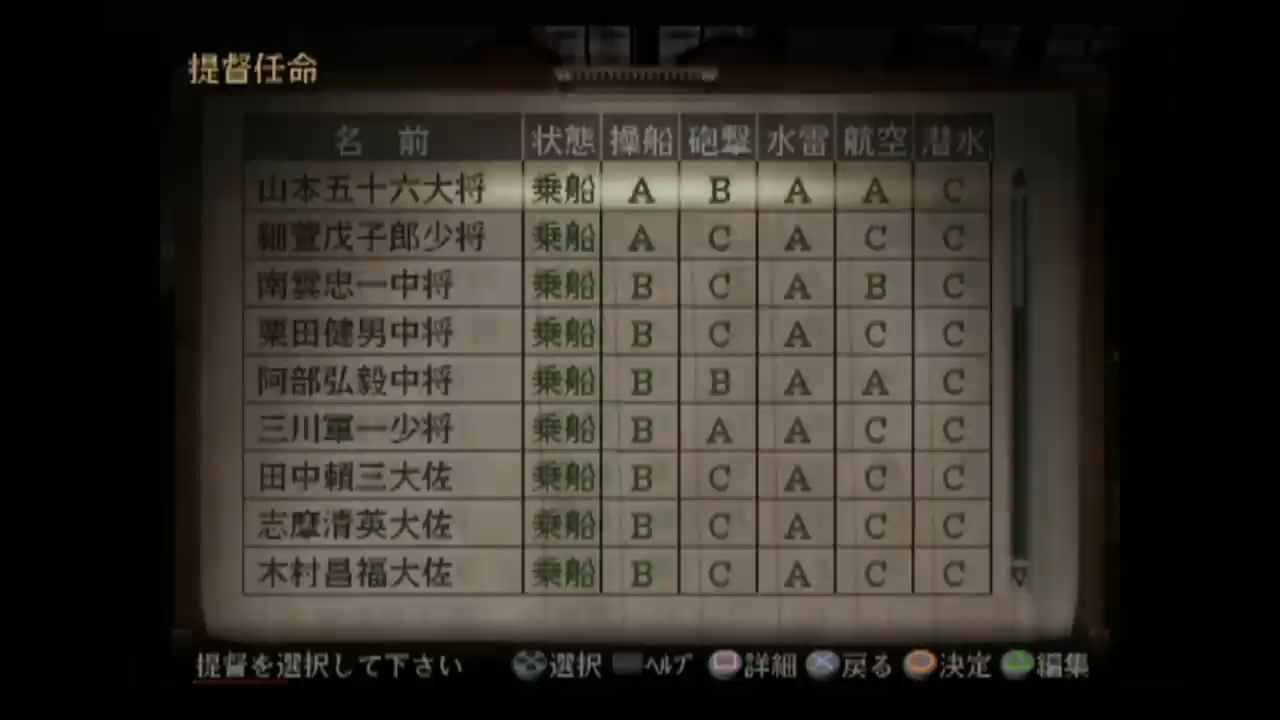 提督任命
名 前 状態 操船 砲撃 水雷 航空 潜水
山本五十六大将 乗船 A B A A C
細萱戊子郎少将 乗船 A C A C C
南雲忠一中将 乗船 B C A B C
栗田健男中将 乗船 B C A C C
阿部弘毅中将 乗船 B B A A C
三川軍一少将 乗船 B A A C C
田中頼三大佐 乗船 B C A C C
志摩清英大佐 乗船 B C A C C
木村昌福大佐 乗船 B C A C C
提督を選択して下さい 選択 ヘルプ 詳細 戻る 決定 編集